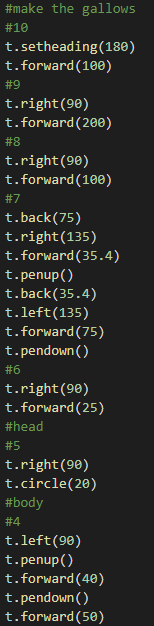 #make the gallows
#10
t.setheading(180)
t.forward(100)
#9
t.right(90)
t.forward(200)
#8
t.right(90)
t.forward(100)
#7
t.back(75)
t.right(135)
t.forward(35.4)
t.penup()
t.back(35.4)
t.left(135)
t.forward(75)
t.pendown()
#6
t.right(90)
t.forward(25)
#head
#5
t.right(90)
t.circle(20)
#body
#4
t.left(90)
t.penup()
t.forward(40)
t.pendown()
t.forward(50)